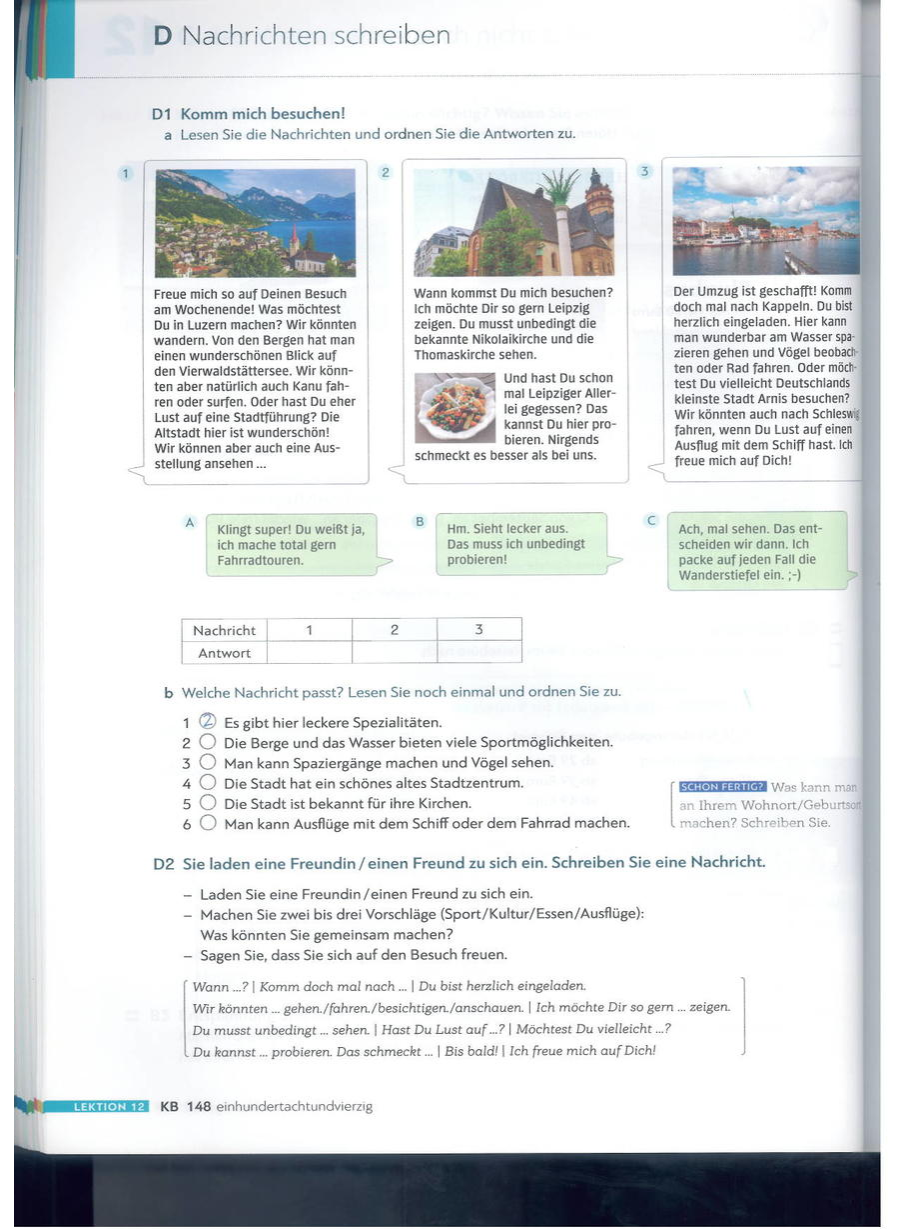 D Nachrichten schreiben
D1 Komm mich besuchen!
a Lesen Sie die Nachrichten und ordnen Sie die Antworten zu.
1
Freue mich so auf Deinen Besuch
am Wochenende! Was möchtest
Du in Luzern machen? Wir könnten
wandern. Von den Bergen hat man
einen wunderschönen Blick auf
den Vierwaldstättersee. Wir könn-
ten aber natürlich auch Kanu fah-
ren oder surfen. Oder hast Du eher
Lust auf eine Stadtführung? Die
Altstadt hier ist wunderschön!
Wir können aber auch eine Aus-
stellung ansehen ...
2
Wann kommst Du mich besuchen?
Ich möchte Dir so gern Leipzig
zeigen. Du musst unbedingt die
bekannte Nikolaikirche und die
Thomaskirche sehen.
Und hast Du schon
mal Leipziger Aller-
lei gegessen? Das
kannst Du hier pro-
bieren. Nirgends
schmeckt es besser als bei uns.
3
Der Umzug ist geschafft! Komm
doch mal nach Kappeln. Du bist
herzlich eingeladen. Hier kann
man wunderbar am Wasser spa-
zieren gehen und Vögel beobach-
ten oder Rad fahren. Oder möch-
test Du vielleicht Deutschlands
kleinste Stadt Arnis besuchen?
Wir könnten auch nach Schleswig
fahren, wenn Du Lust auf einen
Ausflug mit dem Schiff hast. Ich
freue mich auf Dich!
A
Klingt super! Du weißt ja,
ich mache total gern
Fahrradtouren.
B
Hm. Sieht lecker aus.
Das muss ich unbedingt
probieren!
C
Ach, mal sehen. Das ent-
scheiden wir dann. Ich
packe auf jeden Fall die
Wanderstiefel ein. ;-)
Nachricht 1 2 3
Antwort
b Welche Nachricht passt? Lesen Sie noch einmal und ordnen Sie zu.
1 2 Es gibt hier leckere Spezialitäten.
2 Die Berge und das Wasser bieten viele Sportmöglichkeiten.
3 Man kann Spaziergänge machen und Vögel sehen.
4 Die Stadt hat ein schönes altes Stadtzentrum.
5 Die Stadt ist bekannt für ihre Kirchen.
6 Man kann Ausflüge mit dem Schiff oder dem Fahrrad machen.
SCHON FERTIG? Was kann man
an Ihrem Wohnort/Geburtsort
machen? Schreiben Sie.
D2 Sie laden eine Freundin / einen Freund zu sich ein. Schreiben Sie eine Nachricht.
– Laden Sie eine Freundin / einen Freund zu sich ein.
– Machen Sie zwei bis drei Vorschläge (Sport/Kultur/Essen/Ausflüge):
Was könnten Sie gemeinsam machen?
– Sagen Sie, dass Sie sich auf den Besuch freuen.
Wann ...? | Komm doch mal nach ... | Du bist herzlich eingeladen.
Wir könnten ... gehen./fahren./besichtigen./anschauen. | Ich möchte Dir so gern ... zeigen.
Du musst unbedingt ... sehen. | Hast Du Lust auf ...? | Möchtest Du vielleicht ...?
Du kannst ... probieren. Das schmeckt ... | Bis bald! | Ich freue mich auf Dich!
LEKTION 12 KB 148 einhundertachtundvierzig